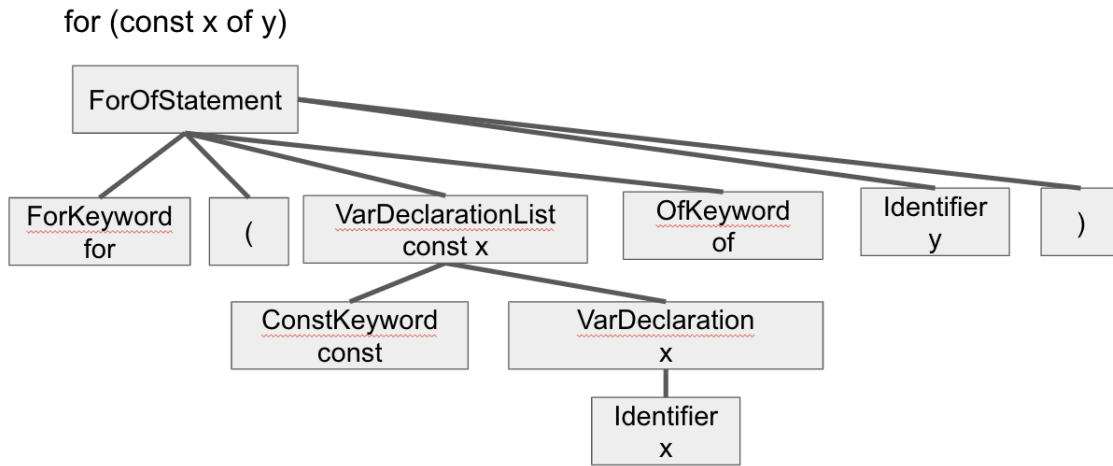 for (const x of y)
ForOfStatement
ForKeyword
for
(
VarDeclarationList
const x
OfKeyword
of
Identifier
y
)
ConstKeyword
const
VarDeclaration
x
Identifier
x